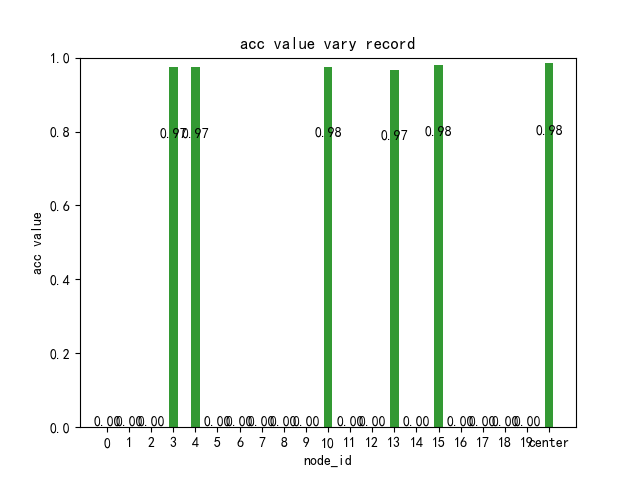 acc value vary record
1.0
0.8
0.6
0.4
0.2
0.0
acc value
0.97 0.97 0.98 0.97 0.98 0.98
0.00 0.00 0.00 0.00 0.00 0.00 0.00 0.00 0.00 0.00 0.00 0.00 0.00 0.00 0.00
0 1 2 3 4 5 6 7 8 9 10 11 12 13 14 15 16 17 18 19 center
node_id